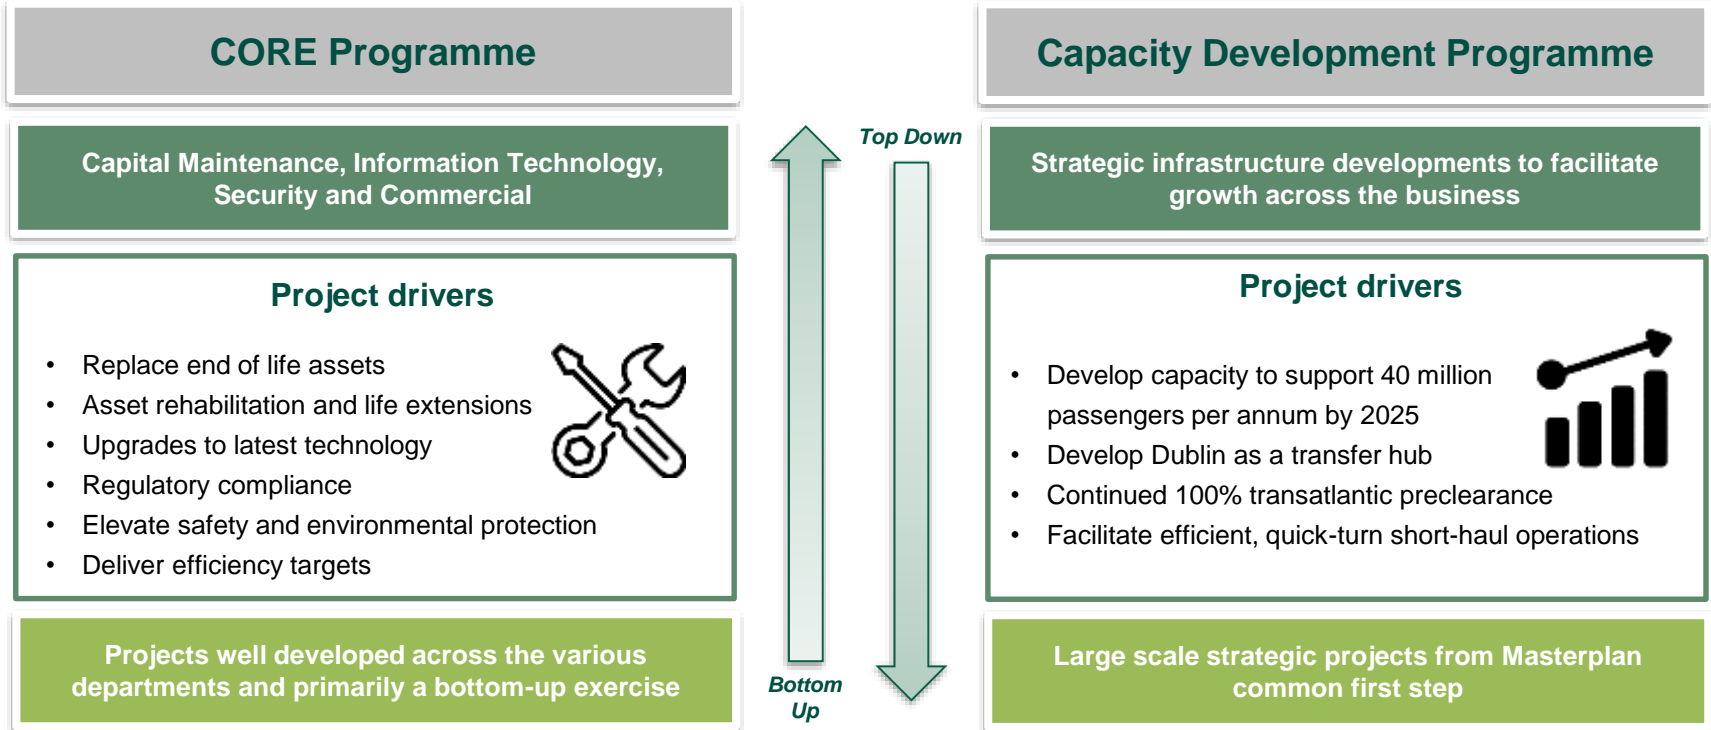 CORE Programme
Capital Maintenance, Information Technology,
Security and Commercial
Project drivers
• Replace end of life assets
• Asset rehabilitation and life extensions
• Upgrades to latest technology
• Regulatory compliance
• Elevate safety and environmental protection
• Deliver efficiency targets
Projects well developed across the various
departments and primarily a bottom-up exercise
Top Down
Bottom
Up
Capacity Development Programme
Strategic infrastructure developments to facilitate
growth across the business
Project drivers
• Develop capacity to support 40 million
passengers per annum by 2025
• Develop Dublin as a transfer hub
• Continued 100% transatlantic preclearance
• Facilitate efficient, quick-turn short-haul operations
Large scale strategic projects from Masterplan
common first step